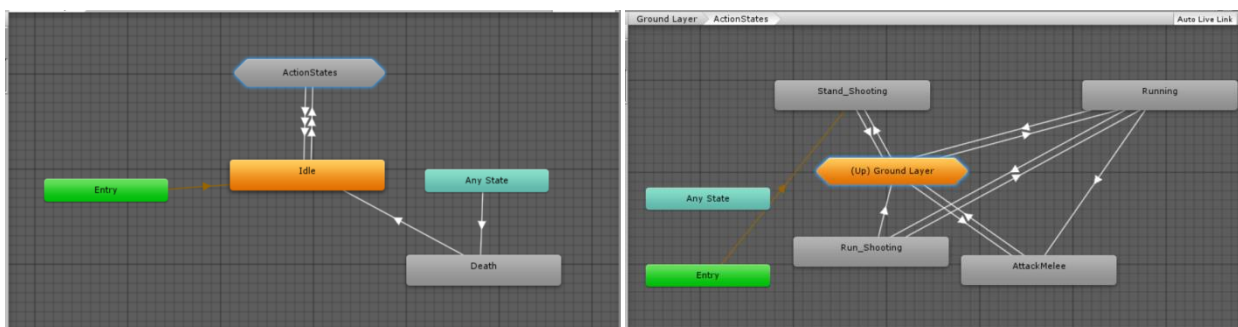 ActionStates
Idle
Entry
Any State
Death
Ground Layer ActionStates
Auto Live Link
Stand_Shooting
Running
(Up) Ground Layer
Any State
Run_Shooting
AttackMelee
Entry